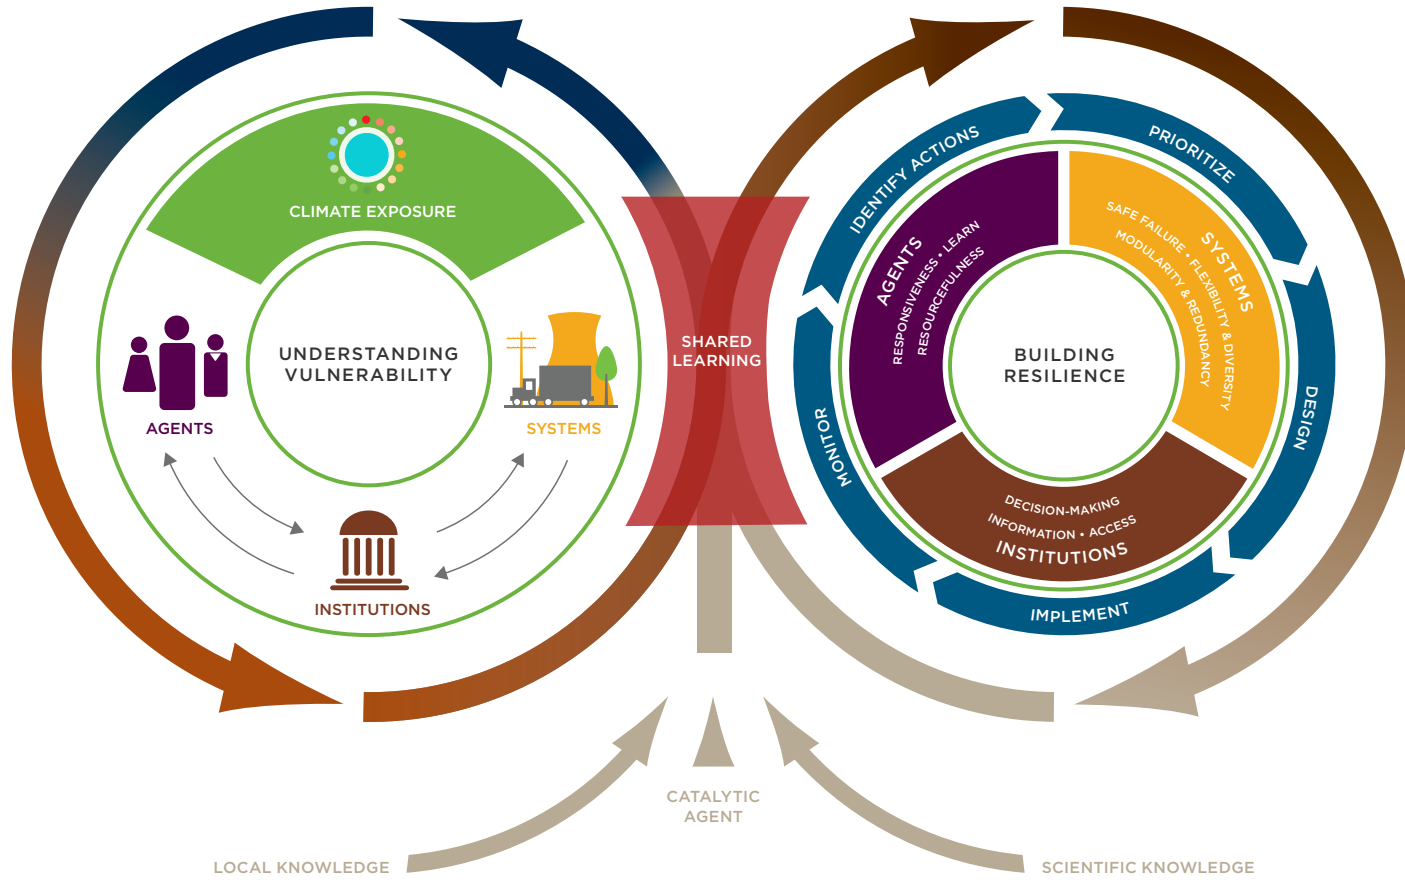 CLIMATE EXPOSURE
UNDERSTANDING
VULNERABILITY
AGENTS
SYSTEMS
INSTITUTIONS
SHARED
LEARNING
IDENTIFY ACTIONS
PRIORITIZE
DESIGN
IMPLEMENT
MONITOR
AGENTS
RESPONSIVENESS • LEARN
RESOURCEFULNESS
SYSTEMS
SAFE FAILURE • FLEXIBILITY & DIVERSITY
MODULARITY & REDUNDANCY
BUILDING
RESILIENCE
DECISION-MAKING
INFORMATION • ACCESS
INSTITUTIONS
CATALYTIC
AGENT
LOCAL KNOWLEDGE
SCIENTIFIC KNOWLEDGE